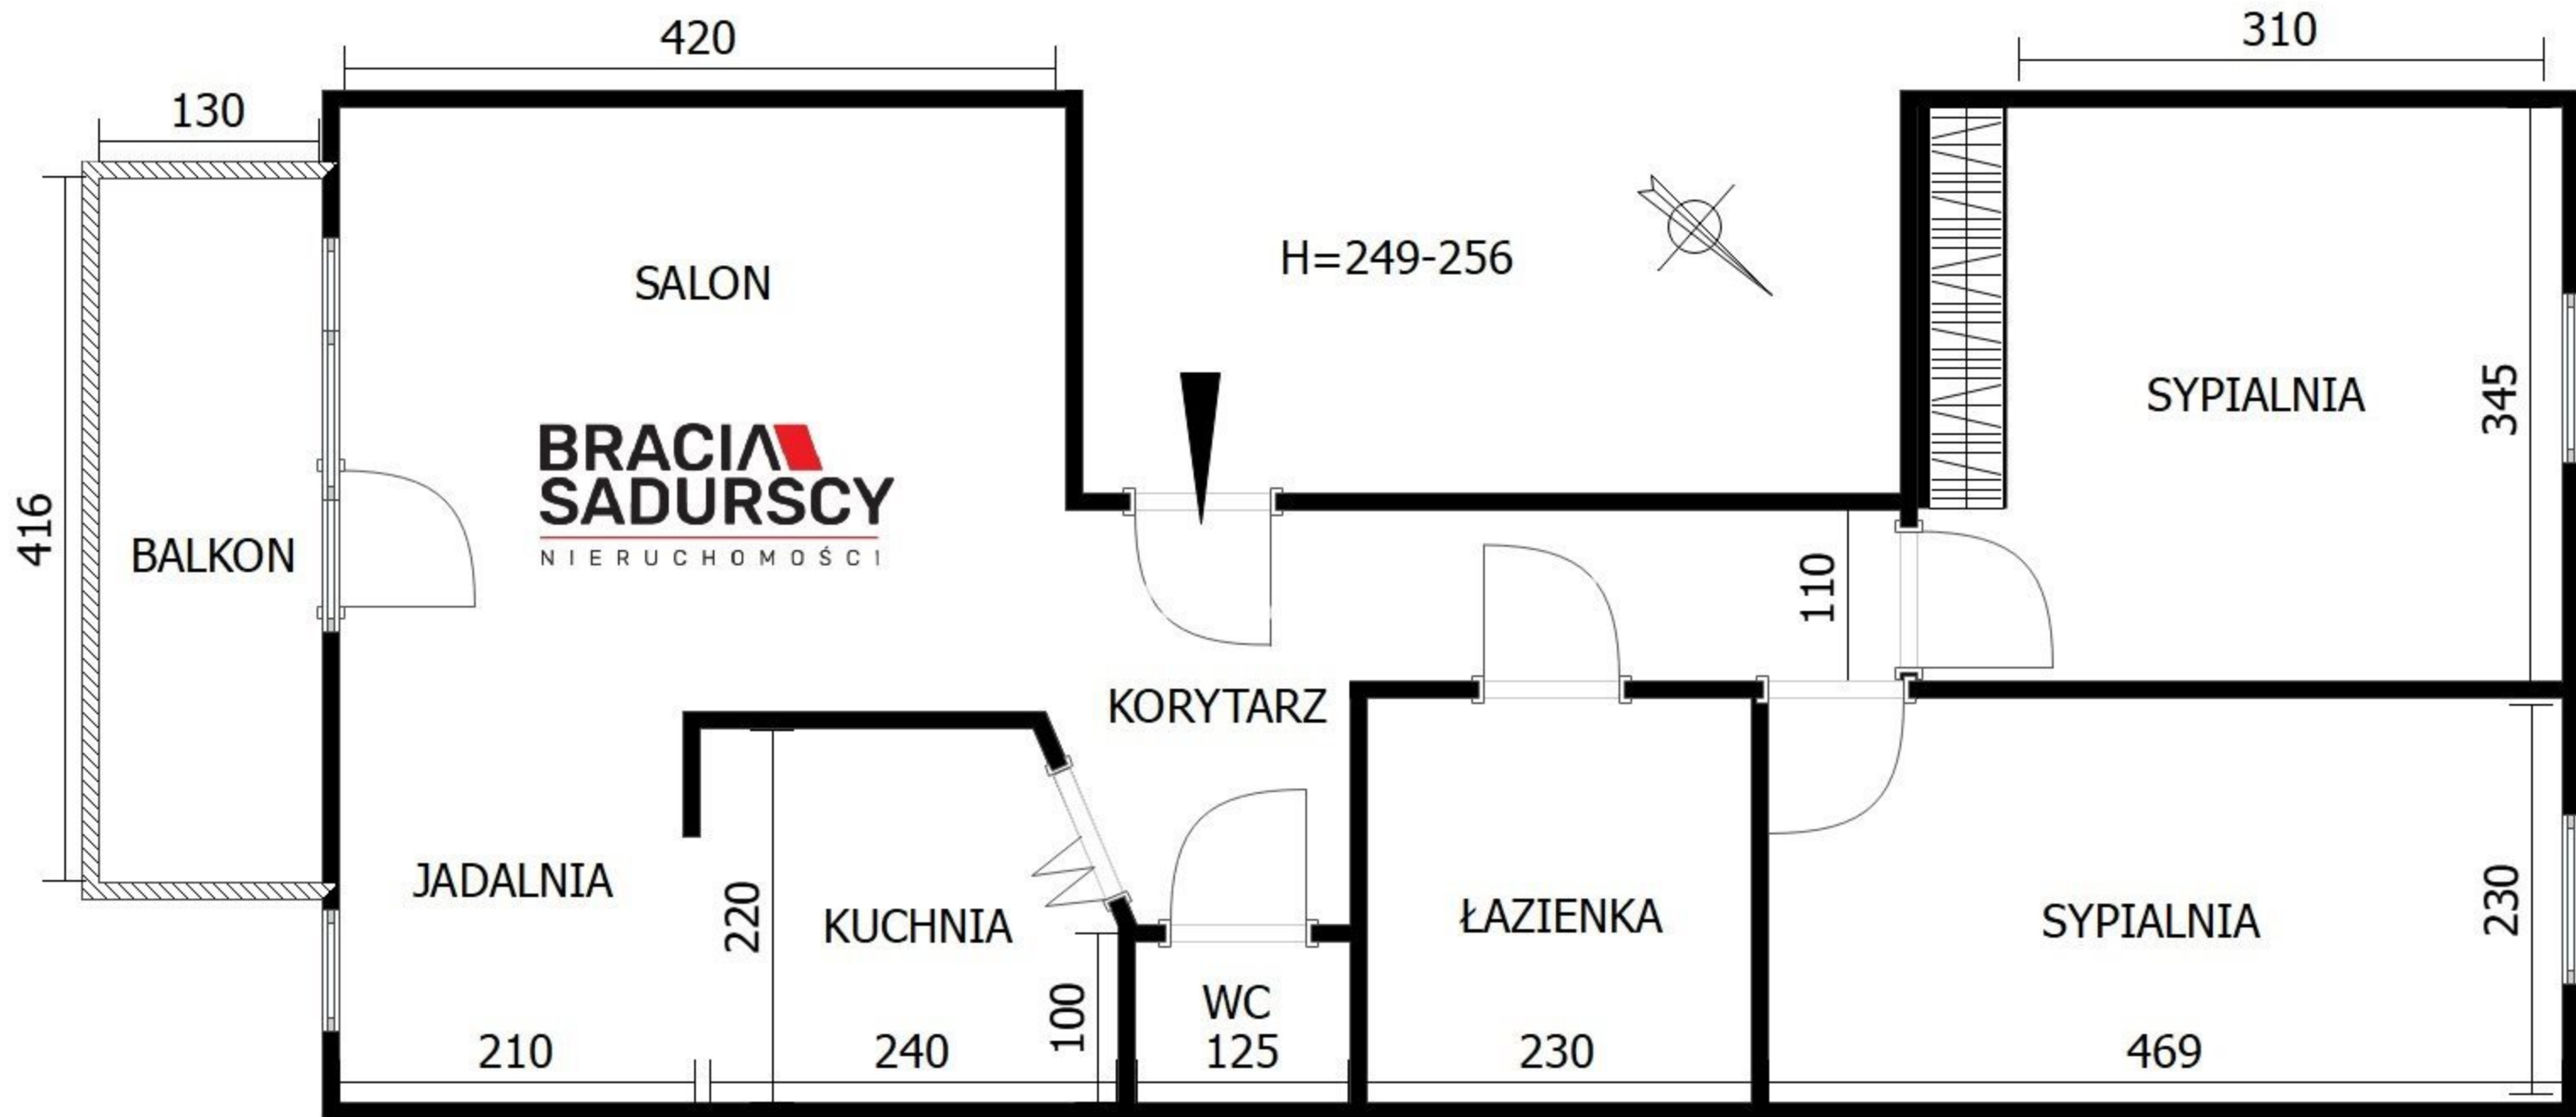 420
310
130
SALON
H=249-256
BRACIA
SADURSCY
NIERUCHOMOŚCI
SYPIALNIA
345
416
BALKON
110
KORYTARZ
JADALNIA
220
KUCHNIA
ŁAZIENKA
SYPIALNIA
230
100
WC
210
240
125
230
469